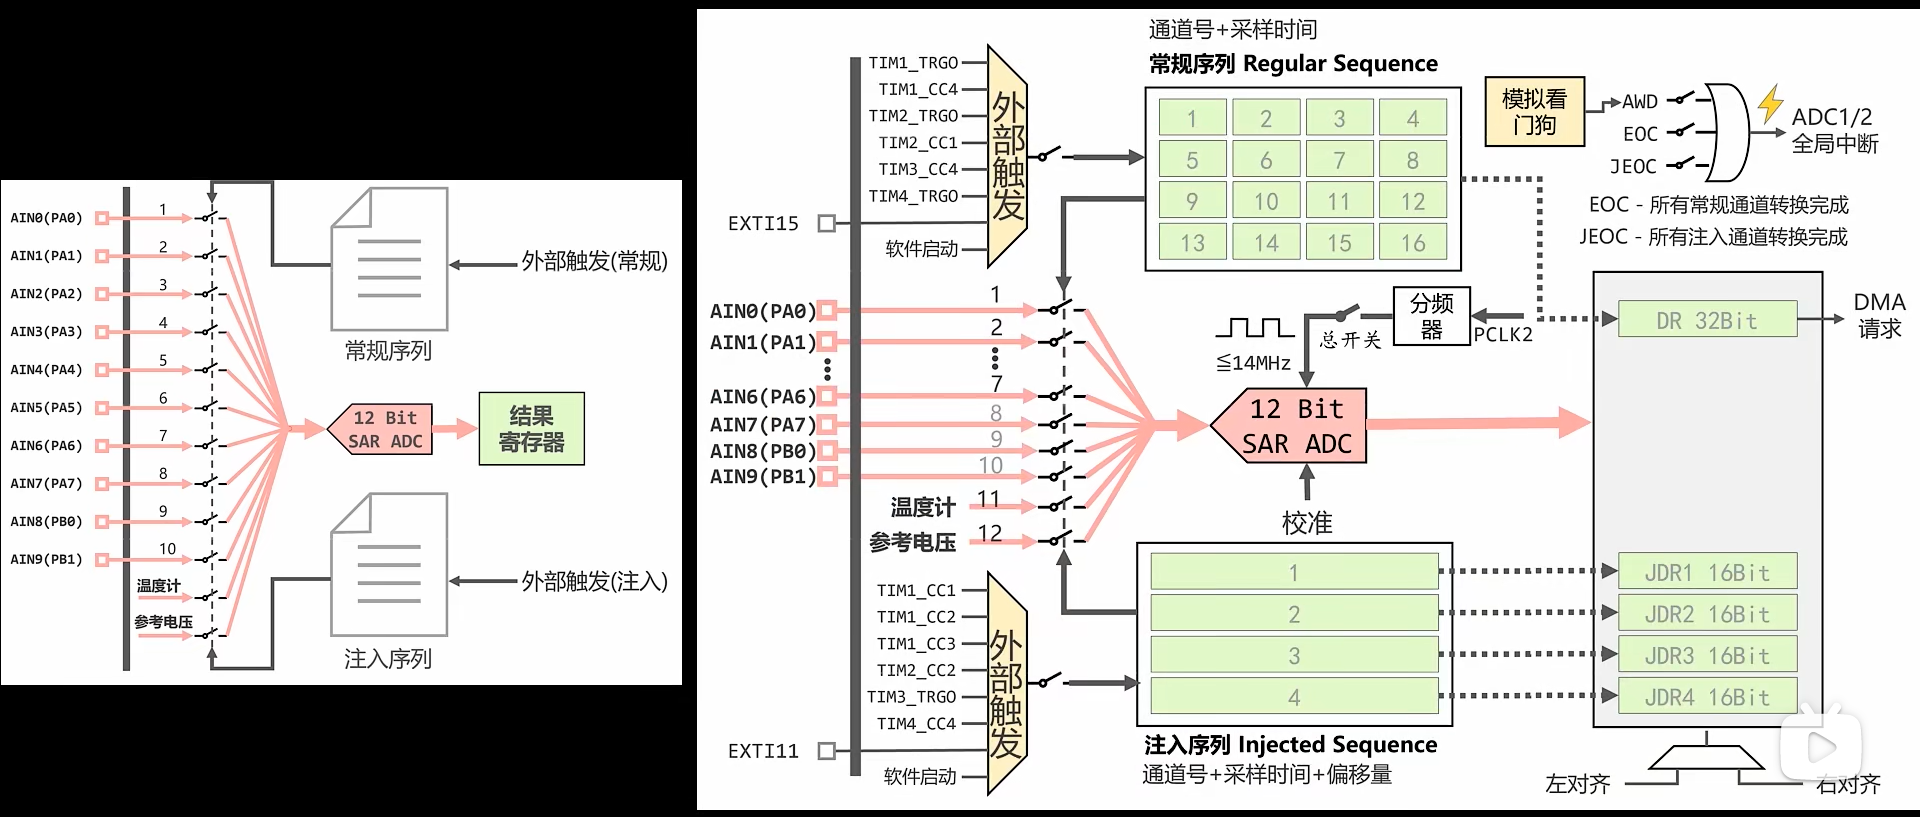 AIN0(PA0)
1
AIN1(PA1)
2
AIN2(PA2)
3
AIN3(PA3)
4
AIN4(PA4)
5
AIN5(PA5)
6
AIN6(PA6)
7
AIN7(PA7)
8
AIN8(PB0)
9
AIN9(PB1)
10
温度计
参考电压
外部触发(常规)
常规序列
12 Bit
SAR ADC
结果
寄存器
外部触发(注入)
注入序列
TIM1_TRGO
TIM1_CC4
TIM2_TRGO
TIM2_CC1
TIM3_CC4
TIM4_TRGO
EXTI15
软件启动
外部触发
通道号+采样时间
常规序列 Regular Sequence
1 2 3 4
5 6 7 8
9 10 11 12
13 14 15 16
模拟看
门狗
AWD
EOC
JEOC
ADC1/2
全局中断
EOC - 所有常规通道转换完成
JEOC - 所有注入通道转换完成
AIN0(PA0)
1
AIN1(PA1)
2
AIN6(PA6)
7
AIN7(PA7)
8
AIN8(PB0)
9
AIN9(PB1)
10
温度计
11
参考电压
12
≦14MHz
总开关
分频
器
PCLK2
12 Bit
SAR ADC
校准
DR 32Bit
DMA
请求
TIM1_CC1
TIM1_CC2
TIM1_CC3
TIM2_CC2
TIM3_TRGO
TIM4_CC4
EXTI11
软件启动
外部触发
1
2
3
4
注入序列 Injected Sequence
通道号+采样时间+偏移量
JDR1 16Bit
JDR2 16Bit
JDR3 16Bit
JDR4 16Bit
左对齐
右对齐